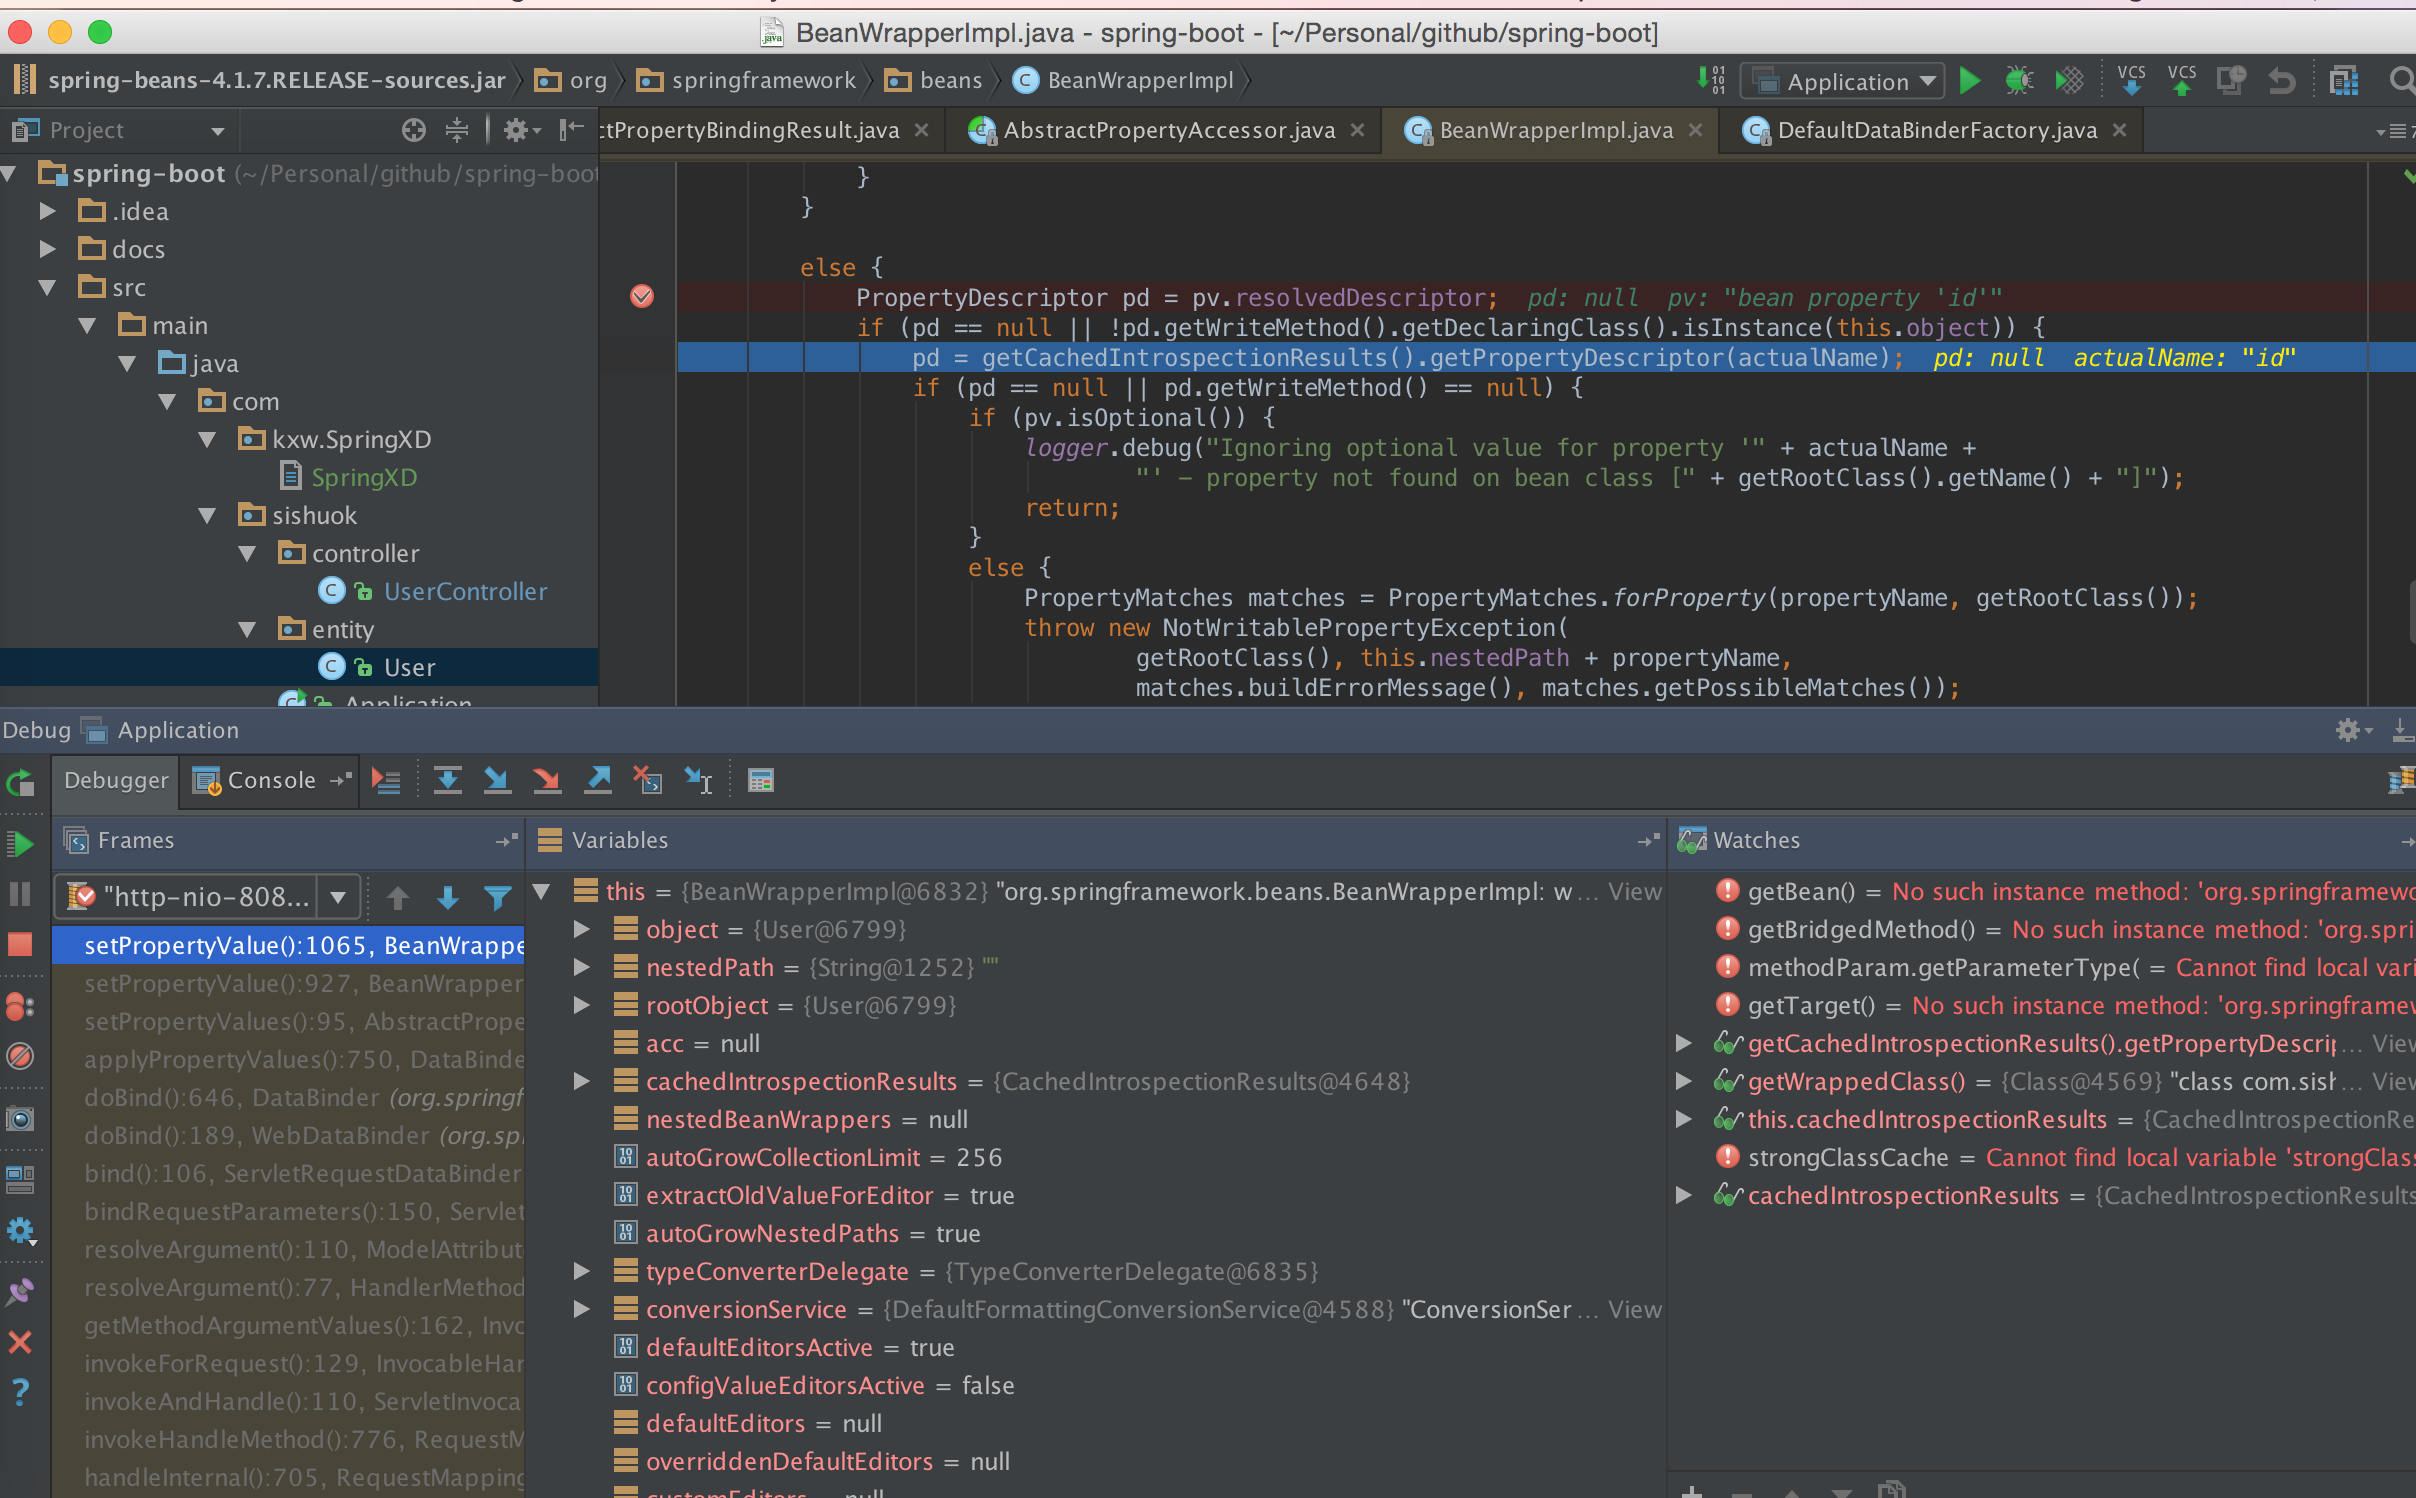 BeanWrapperImpl.java - spring-boot - [~/Personal/github/spring-boot]
spring-beans-4.1.7.RELEASE-sources.jar org springframework beans BeanWrapperImpl Application VCS VCS
Project ctPropertyBindingResult.java AbstractPropertyAccessor.java BeanWrapperImpl.java DefaultDataBinderFactory.java
spring-boot (~/Personal/github/spring-boot
.idea
docs
src
main
java
com
kxw.SpringXD
SpringXD
sishuok
controller
UserController
entity
User
Application
}
}
else {
PropertyDescriptor pd = pv.resolvedDescriptor; pd: null pv: "bean property 'id'"
if (pd == null || !pd.getWriteMethod().getDeclaringClass().isInstance(this.object)) {
pd = getCachedIntrospectionResults().getPropertyDescriptor(actualName); pd: null actualName: "id"
if (pd == null || pd.getWriteMethod() == null) {
if (pv.isOptional()) {
logger.debug("Ignoring optional value for property '" + actualName +
"' - property not found on bean class [" + getRootClass().getName() + "]");
return;
}
else {
PropertyMatches matches = PropertyMatches.forProperty(propertyName, getRootClass());
throw new NotWritablePropertyException(
getRootClass(), this.nestedPath + propertyName,
matches.buildErrorMessage(), matches.getPossibleMatches());
Debug Application
Debugger Console
Frames
"http-nio-808...
setPropertyValue():1065, BeanWrappe
setPropertyValue():927, BeanWrapper
setPropertyValues():95, AbstractPrope
applyPropertyValues():750, DataBinde
doBind():646, DataBinder (org.springf
doBind():189, WebDataBinder (org.sp
bind():106, ServletRequestDataBinder
bindRequestParameters():150, Servlet
resolveArgument():110, ModelAttribut
resolveArgument():77, HandlerMethod
getMethodArgumentValues():162, Invo
invokeForRequest():129, InvocableHar
invokeAndHandle():110, ServletInvoca
invokeHandleMethod():776, RequestM
handleInternal():705, RequestMapping
Variables
this = {BeanWrapperImpl@6832} "org.springframework.beans.BeanWrapperImpl: w... View
object = {User@6799}
nestedPath = {String@1252} ""
rootObject = {User@6799}
acc = null
cachedIntrospectionResults = {CachedIntrospectionResults@4648}
nestedBeanWrappers = null
autoGrowCollectionLimit = 256
extractOldValueForEditor = true
autoGrowNestedPaths = true
typeConverterDelegate = {TypeConverterDelegate@6835}
conversionService = {DefaultFormattingConversionService@4588} "ConversionSer... View
defaultEditorsActive = true
configValueEditorsActive = false
defaultEditors = null
overriddenDefaultEditors = null
customEditors = null
Watches
getBean() = No such instance method: 'org.springframewo
getBridgedMethod() = No such instance method: 'org.spri
methodParam.getParameterType( = Cannot find local vari
getTarget() = No such instance method: 'org.springframew
getCachedIntrospectionResults().getPropertyDescrip... View
getWrappedClass() = {Class@4569} "class com.sish... View
this.cachedIntrospectionResults = {CachedIntrospectionRe
strongClassCache = Cannot find local variable 'strongClas
cachedIntrospectionResults = {CachedIntrospectionResults